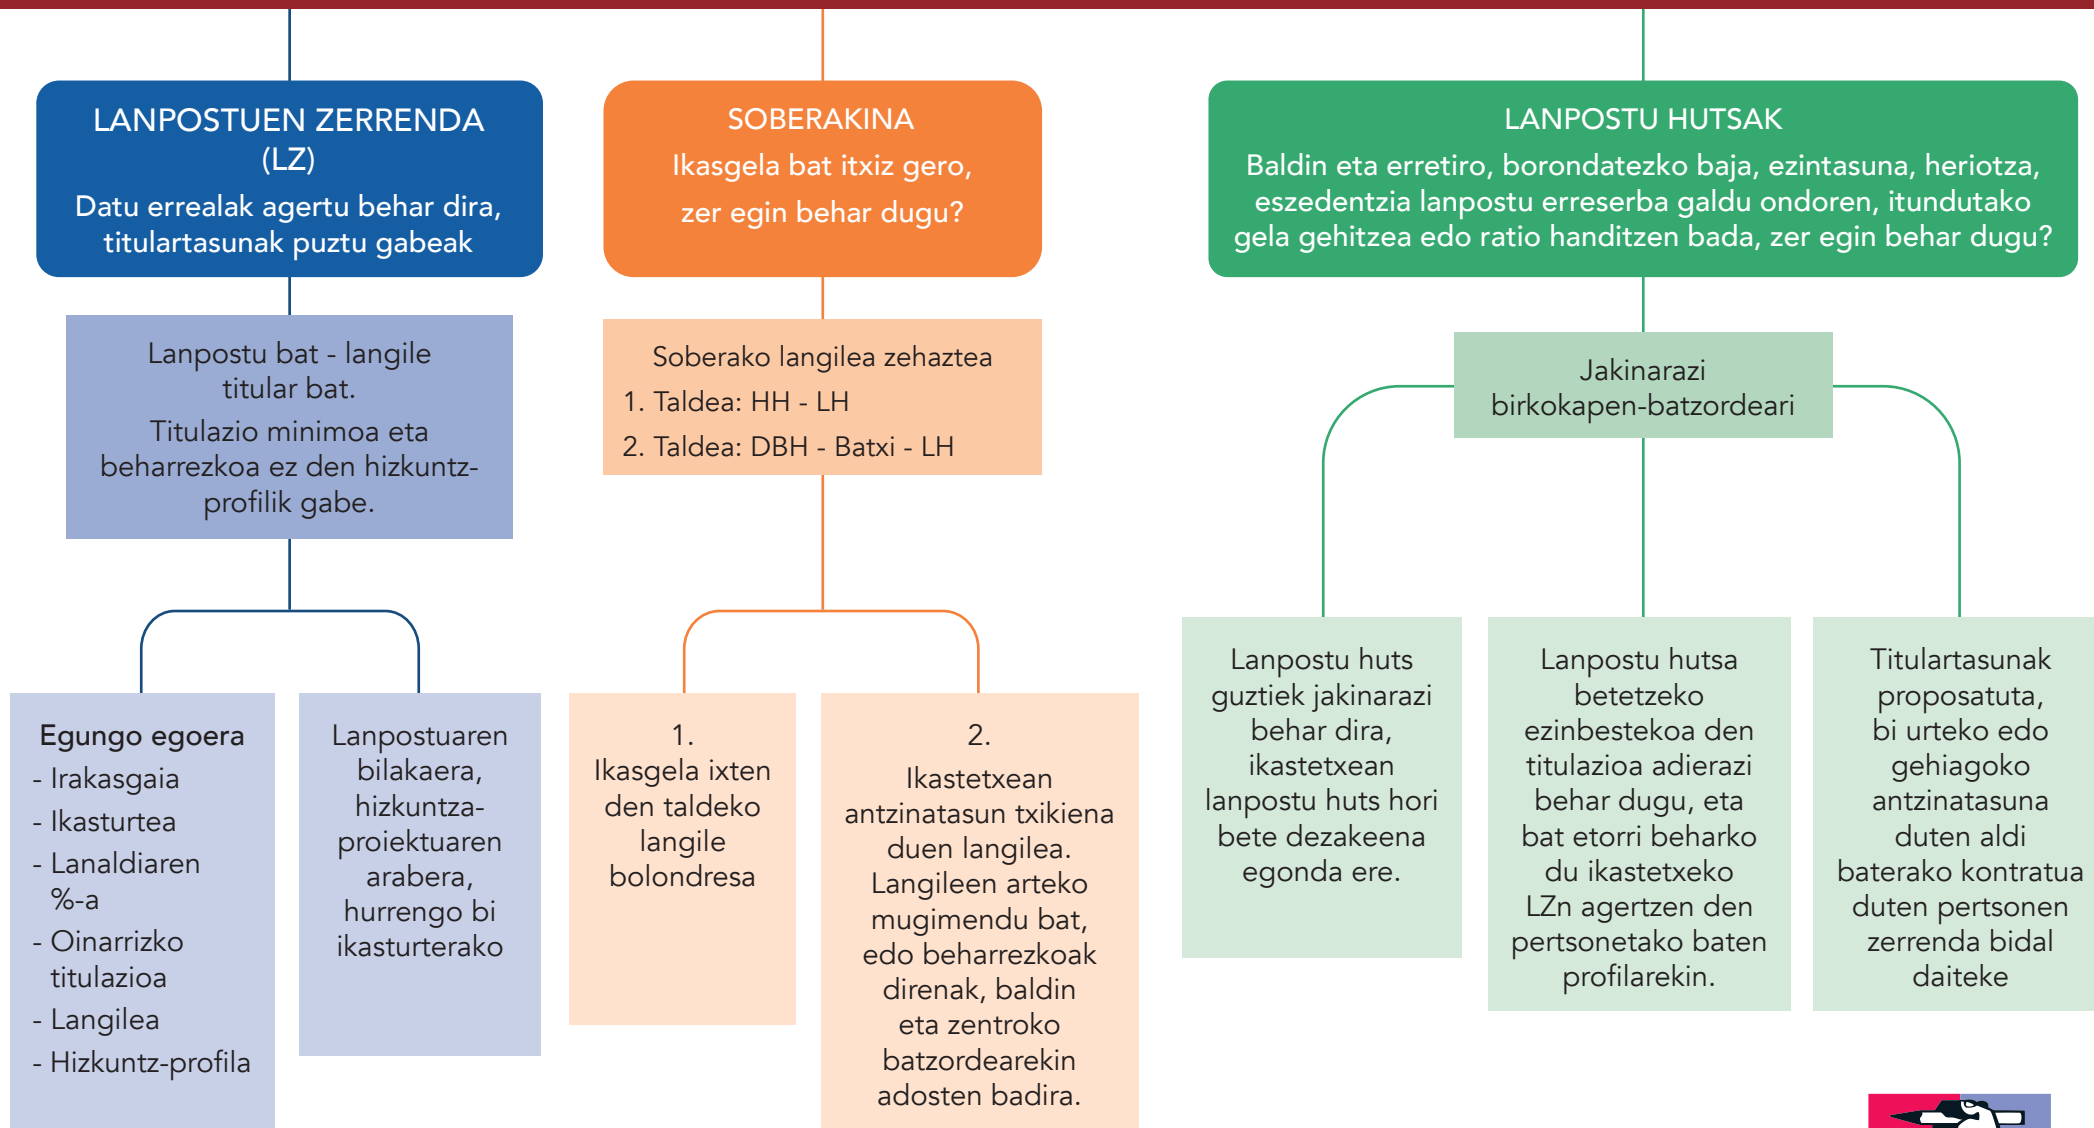 LANPOSTUEN ZERRENDA
(LZ)
Datu errealak agertu behar dira,
titulartasunak puztu gabeak
Lanpostu bat - langile
titular bat.
Titulazio minimoa eta
beharrezkoa ez den hizkuntz-
profilik gabe.
Egungo egoera
- Irakasgaia
- Ikasturtea
- Lanaldiaren
%-a
- Oinarrizko
titulazioa
- Langilea
- Hizkuntz-profila
Lanpostuaren
bilakaera,
hizkuntza-
proiektuaren
arabera,
hurrengo bi
ikasturterako
SOBERAKINA
Ikasgela bat itxiz gero,
zer egin behar dugu?
Soberako langilea zehaztea
1. Taldea: HH - LH
2. Taldea: DBH - Batxi - LH
1.
Ikasgela ixten
den taldeko
langile
bolondresa
2.
Ikastetxean
antzinatasun txikiena
duen langilea.
Langileen arteko
mugimendu bat,
edo beharrezkoak
direnak, baldin
eta zentroko
batzordearekin
adosten badira.
LANPOSTU HUTSAK
Baldin eta erretiro, borondatezko baja, ezintasuna, heriotza,
eszedentzia lanpostu erreserba galdu ondoren, itundutako
gela gehitzea edo ratio handitzen bada, zer egin behar dugu?
Jakinarazi
birkokapen-batzordeari
Lanpostu huts
guztiek jakinarazi
behar dira,
ikastetxean
lanpostu huts hori
bete dezakeena
egonda ere.
Lanpostu hutsa
betetzeko
ezinbestekoa den
titulazioa adierazi
behar dugu, eta
bat etorri beharko
du ikastetxeko
LZn agertzen den
pertsonetako baten
profilarekin.
Titulartasunak
proposatuta,
bi urteko edo
gehiagoko
antzinatasuna
duten aldi
baterako kontratua
duten pertsonen
zerrenda bidal
daiteke